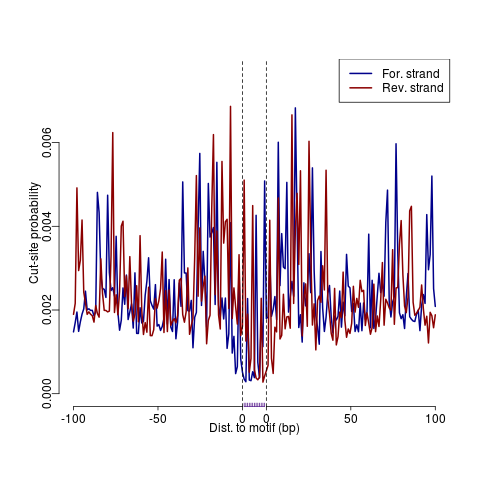 For. strand
Rev. strand
Cut-site probability
0.006
0.004
0.002
0.000
-100 -50 0 0 50 100
Dist. to motif (bp)